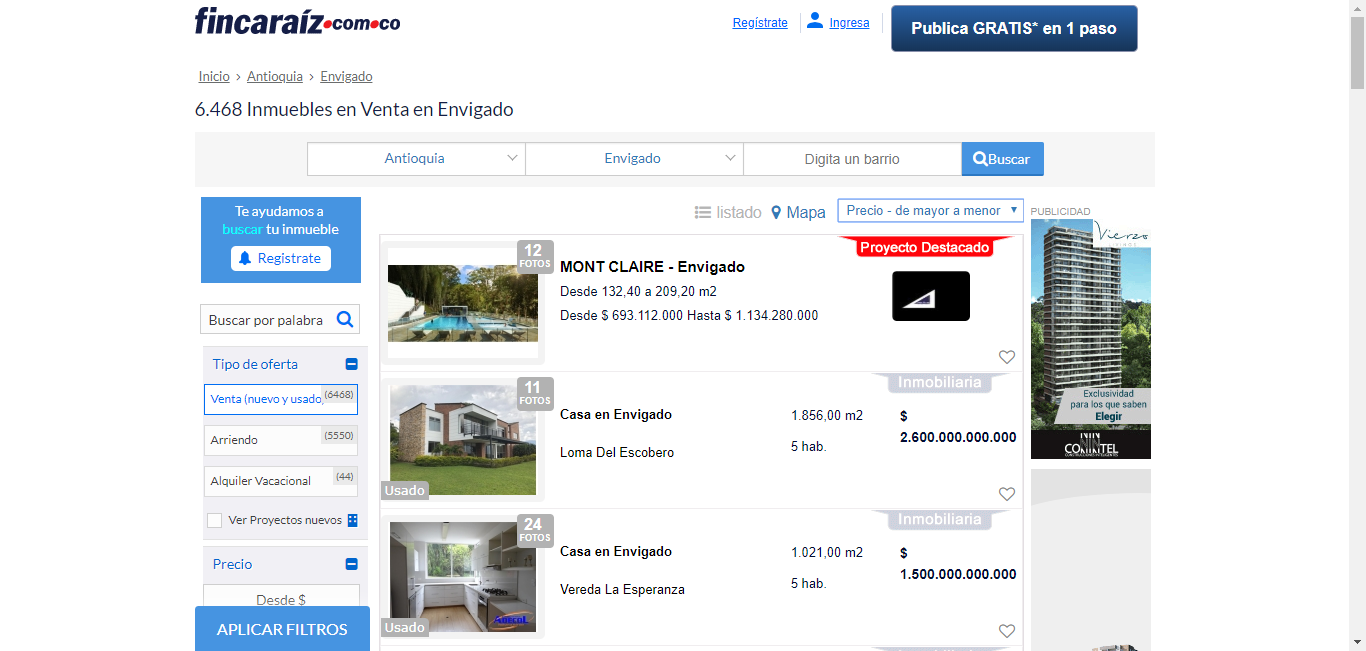 fincaraíz.com.co
Regístrate
Ingresa
Publica GRATIS* en 1 paso
Inicio › Antioquia › Envigado
6.468 Inmuebles en Venta en Envigado
Antioquia
Envigado
Digita un barrio
Buscar
Te ayudamos a
buscar tu inmueble
Registrate
listado
Mapa
Precio - de mayor a menor
PUBLICIDAD
Buscar por palabra
Tipo de oferta
Venta (nuevo y usado)
(6468)
Arriendo
(5550)
Alquiler Vacacional
(44)
Ver Proyectos nuevos
Precio
Desde $
APLICAR FILTROS
12
FOTOS
MONT CLAIRE - Envigado
Desde 132,40 a 209,20 m2
Desde $ 693.112.000 Hasta $ 1.134.280.000
Proyecto Destacado
11
FOTOS
Usado
Casa en Envigado
Loma Del Escobero
1.856,00 m2
5 hab.
Inmobiliaria
$
2.600.000.000.000
24
FOTOS
Adecol
Usado
Casa en Envigado
Vereda La Esperanza
1.021,00 m2
5 hab.
Inmobiliaria
$
1.500.000.000.000
Vierzo
Exclusividad
para los que saben
Elegir
CONINTEL